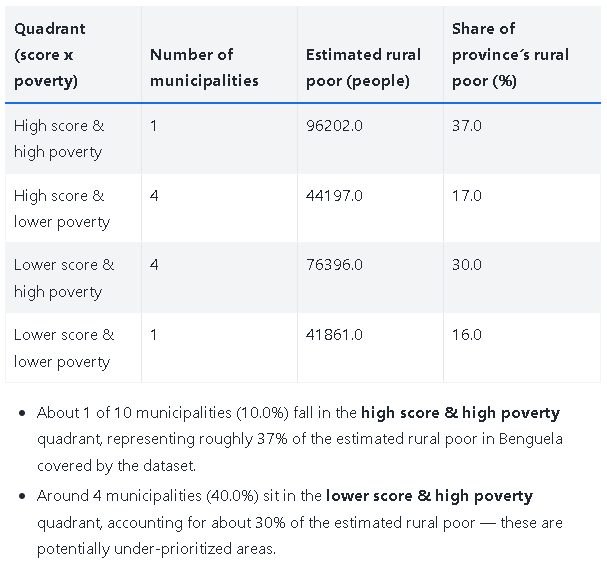 Quadrant
(score x
poverty)
Number of
municipalities
Estimated rural
poor (people)
Share of
province´s rural
poor (%)
High score &
high poverty
1
96202.0
37.0
High score &
lower poverty
4
44197.0
17.0
Lower score &
high poverty
4
76396.0
30.0
Lower score &
lower poverty
1
41861.0
16.0
• About 1 of 10 municipalities (10.0%) fall in the high score & high poverty
quadrant, representing roughly 37% of the estimated rural poor in Benguela
covered by the dataset.
• Around 4 municipalities (40.0%) sit in the lower score & high poverty
quadrant, accounting for about 30% of the estimated rural poor — these are
potentially under-prioritized areas.